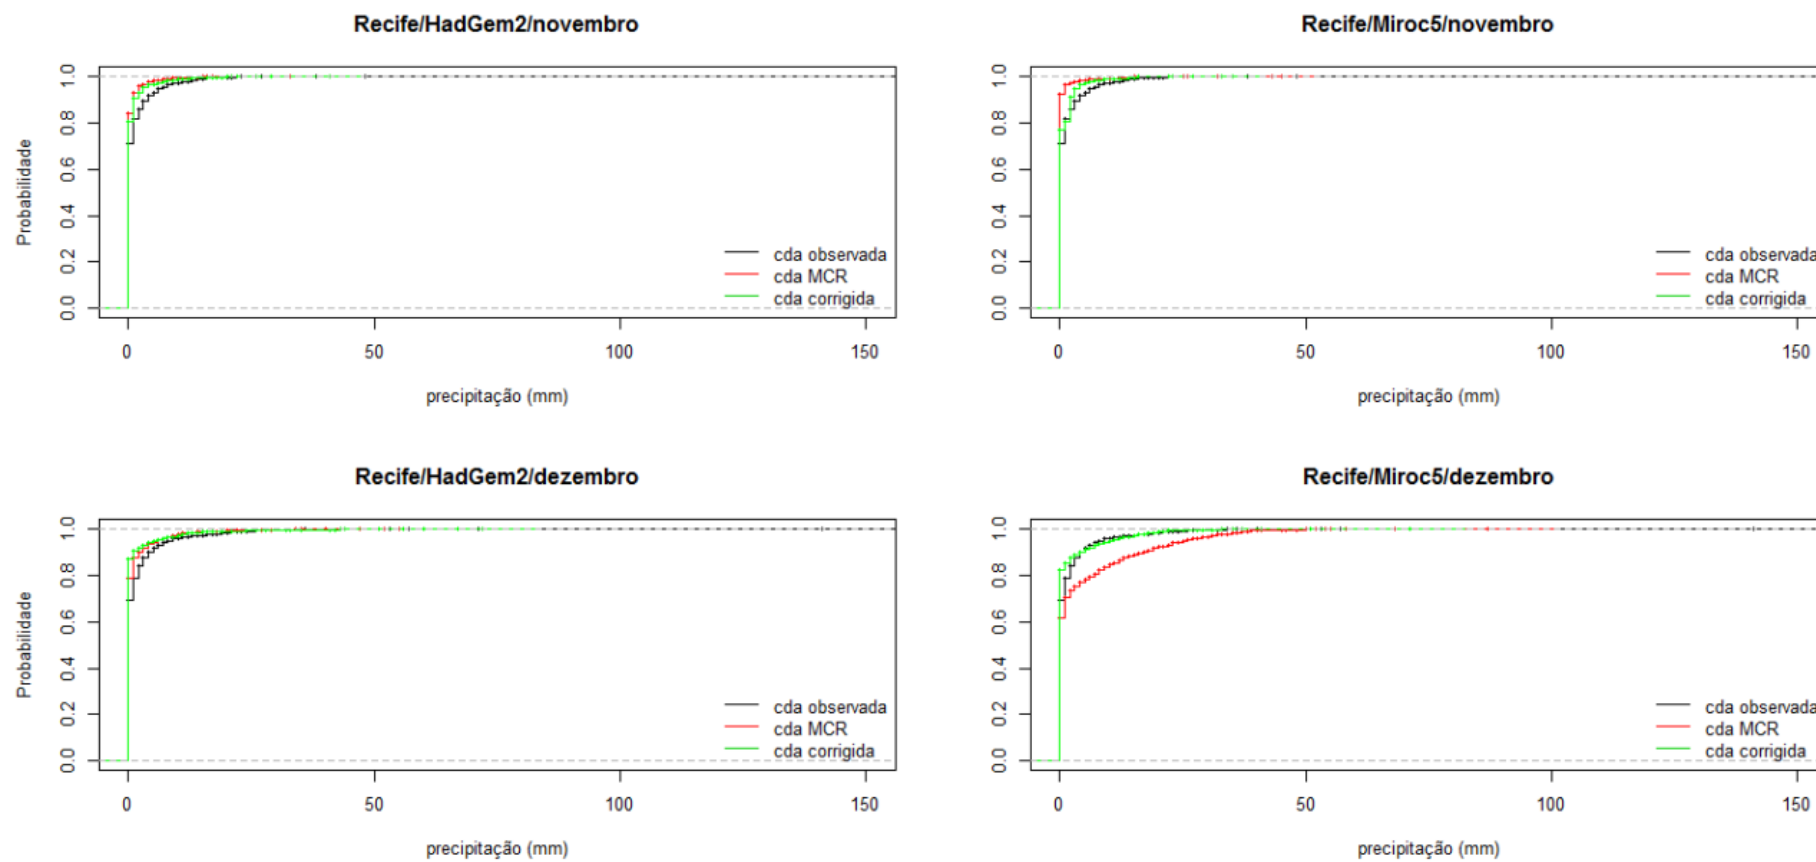 Recife/HadGem2/novembro
Probabilidade
1.0
0.8
0.6
0.4
0.2
0.0
cda observada
cda MCR
cda corrigida
0 50 100 150
precipitação (mm)
Recife/Miroc5/novembro
1.0
0.8
0.6
0.4
0.2
0.0
cda observada
cda MCR
cda corrigida
0 50 100 150
precipitação (mm)
Recife/HadGem2/dezembro
Probabilidade
1.0
0.8
0.6
0.4
0.2
0.0
cda observada
cda MCR
cda corrigida
0 50 100 150
precipitação (mm)
Recife/Miroc5/dezembro
1.0
0.8
0.6
0.4
0.2
0.0
cda observada
cda MCR
cda corrigida
0 50 100 150
precipitação (mm)